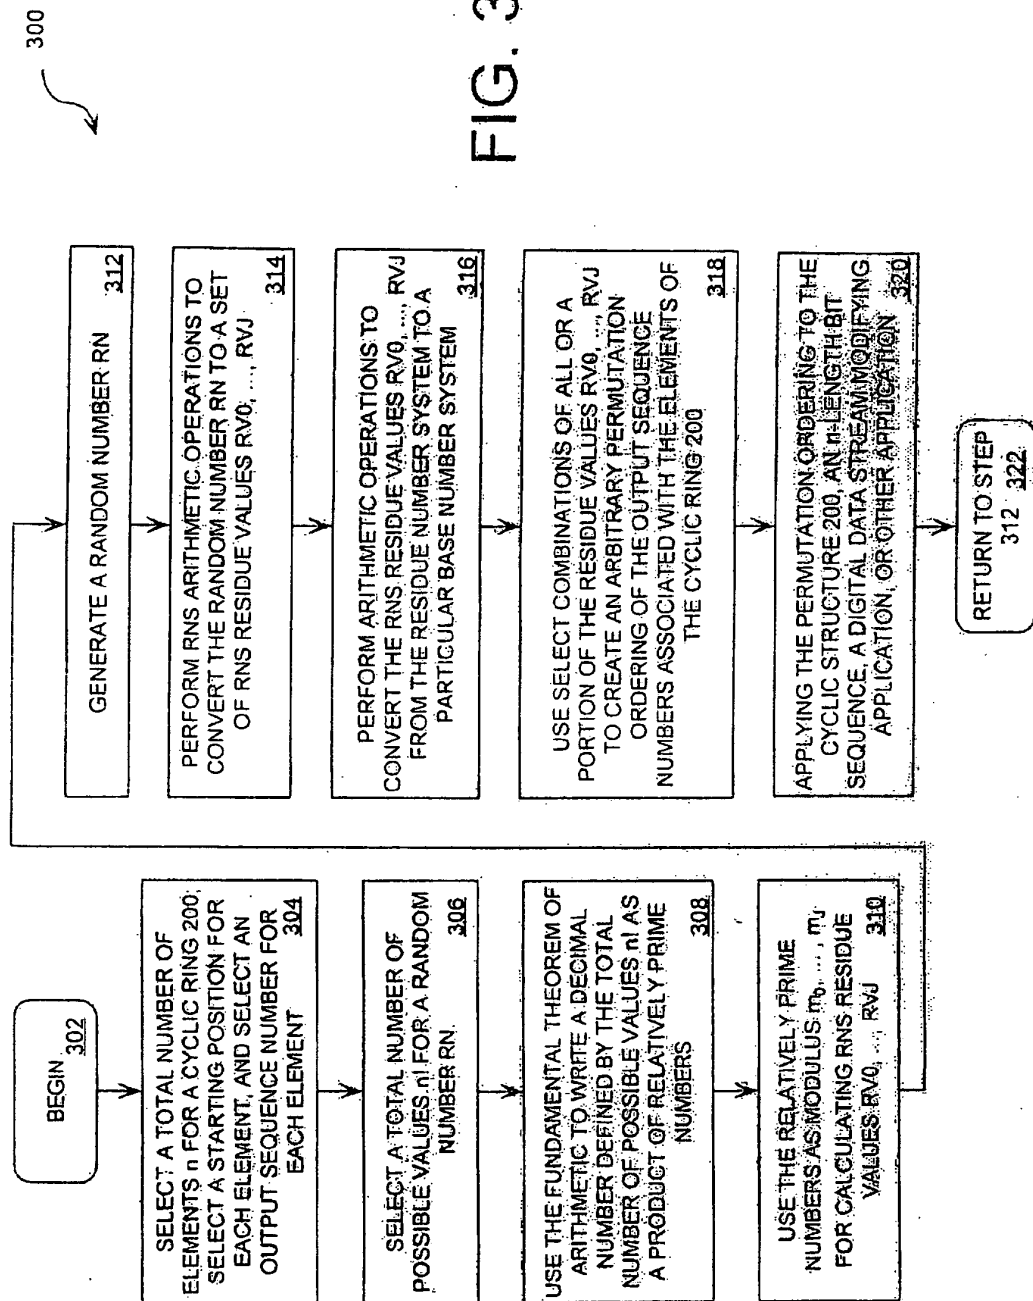 300
FIG. 3
BEGIN
302
SELECT A TOTAL NUMBER OF
ELEMENTS n FOR A CYCLIC RING 200,
SELECT A STARTING POSITION FOR
EACH ELEMENT, AND SELECT AN
OUTPUT SEQUENCE NUMBER FOR
EACH ELEMENT
304
SELECT A TOTAL NUMBER OF
POSSIBLE VALUES n! FOR A RANDOM
NUMBER RN
306
USE THE FUNDAMENTAL THEOREM OF
ARITHMETIC TO WRITE A DECIMAL
NUMBER DEFINED BY THE TOTAL
NUMBER OF POSSIBLE VALUES n! AS
A PRODUCT OF RELATIVELY PRIME
NUMBERS
308
USE THE RELATIVELY PRIME
NUMBERS AS MODULUS m0, ..., mJ
FOR CALCULATING RNS RESIDUE
VALUES RV0, ..., RVJ
310
GENERATE A RANDOM NUMBER RN
312
PERFORM RNS ARITHMETIC OPERATIONS TO
CONVERT THE RANDOM NUMBER RN TO A SET
OF RNS RESIDUE VALUES RV0, ..., RVJ
314
PERFORM ARITHMETIC OPERATIONS TO
CONVERT THE RNS RESIDUE VALUES RV0, ..., RVJ
FROM THE RESIDUE NUMBER SYSTEM TO A
PARTICULAR BASE NUMBER SYSTEM
316
USE SELECT COMBINATIONS OF ALL OR A
PORTION OF THE RESIDUE VALUES RV0, ..., RVJ
TO CREATE AN ARBITRARY PERMUTATION
ORDERING OF THE OUTPUT SEQUENCE
NUMBERS ASSOCIATED WITH THE ELEMENTS OF
THE CYCLIC RING 200
318
APPLYING THE PERMUTATION ORDERING TO THE
CYCLIC STRUCTURE 200, AN n-LENGTH BIT
SEQUENCE, A DIGITAL DATA STREAM MODIFYING
APPLICATION, OR OTHER APPLICATION
320
RETURN TO STEP
312
322